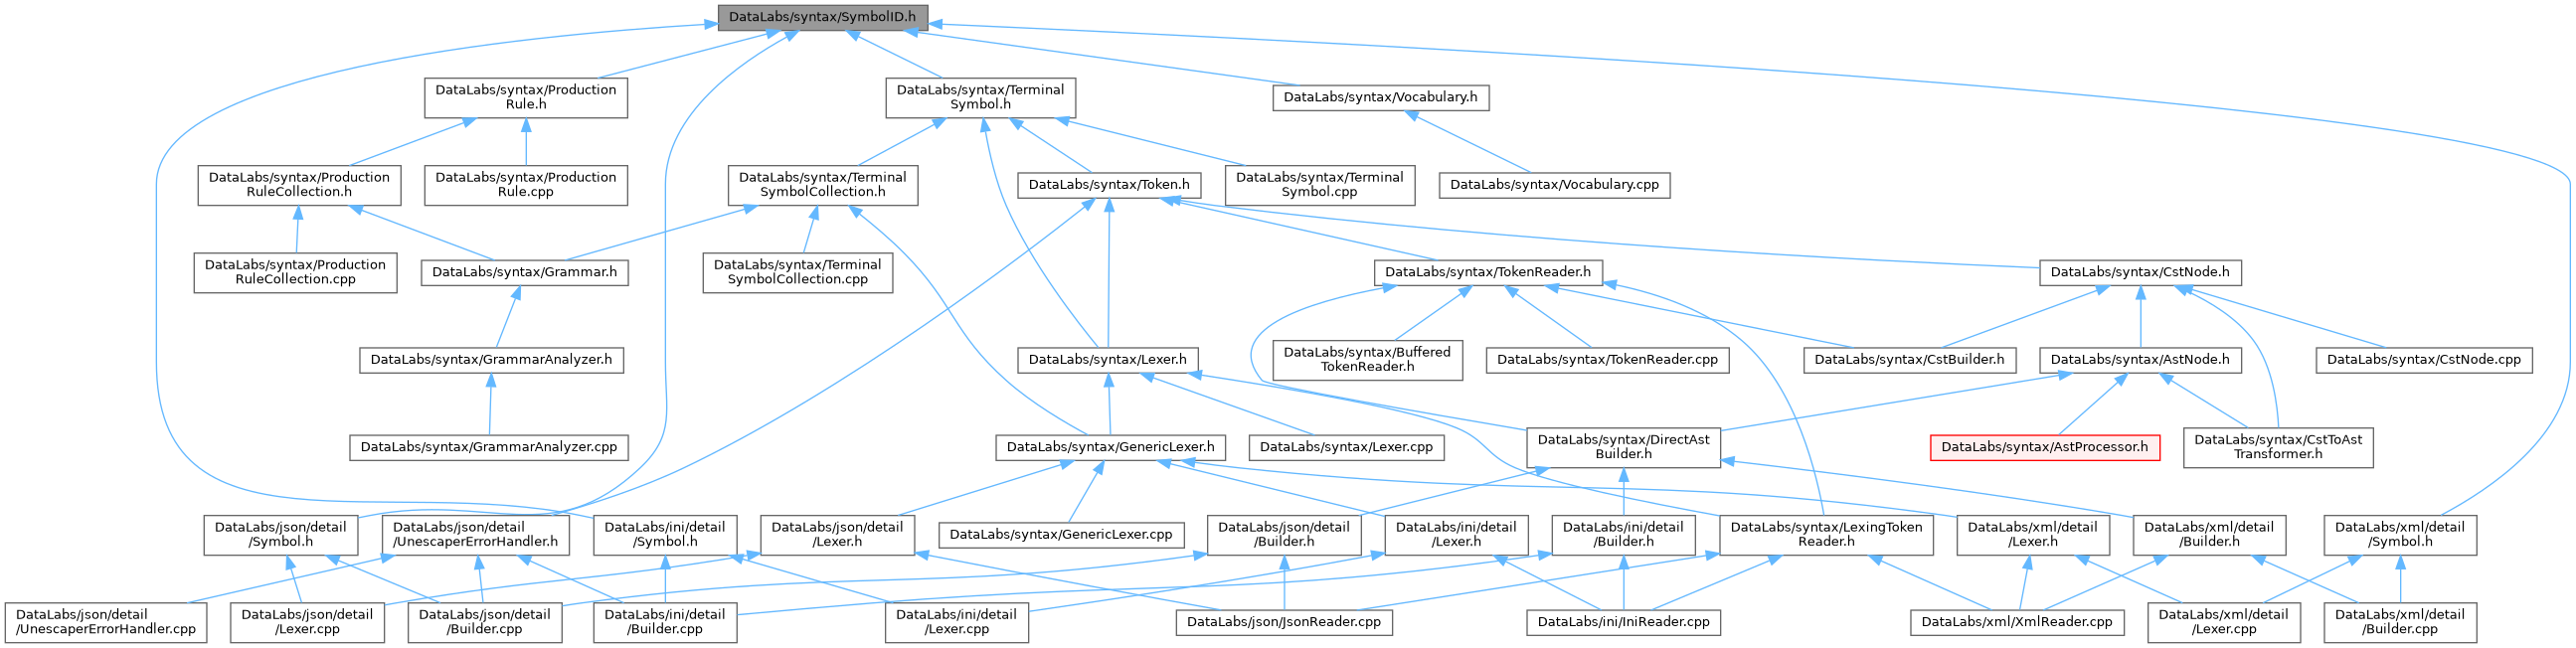 DataLabs/syntax/SymbolID.h
DataLabs/syntax/Production
Rule.h
DataLabs/syntax/Terminal
Symbol.h
DataLabs/syntax/Vocabulary.h
DataLabs/syntax/Production
RuleCollection.h
DataLabs/syntax/Production
Rule.cpp
DataLabs/syntax/Terminal
SymbolCollection.h
DataLabs/syntax/Token.h
DataLabs/syntax/Terminal
Symbol.cpp
DataLabs/syntax/Vocabulary.cpp
DataLabs/syntax/Production
RuleCollection.cpp
DataLabs/syntax/Grammar.h
DataLabs/syntax/Terminal
SymbolCollection.cpp
DataLabs/syntax/TokenReader.h
DataLabs/syntax/CstNode.h
DataLabs/syntax/GrammarAnalyzer.h
DataLabs/syntax/Lexer.h
DataLabs/syntax/Buffered
TokenReader.h
DataLabs/syntax/TokenReader.cpp
DataLabs/syntax/CstBuilder.h
DataLabs/syntax/AstNode.h
DataLabs/syntax/CstNode.cpp
DataLabs/syntax/GrammarAnalyzer.cpp
DataLabs/syntax/GenericLexer.h
DataLabs/syntax/Lexer.cpp
DataLabs/syntax/DirectAst
Builder.h
DataLabs/syntax/AstProcessor.h
DataLabs/syntax/CstToAst
Transformer.h
DataLabs/json/detail
/Symbol.h
DataLabs/json/detail
/UnescaperErrorHandler.h
DataLabs/ini/detail
/Symbol.h
DataLabs/json/detail
/Lexer.h
DataLabs/syntax/GenericLexer.cpp
DataLabs/json/detail
/Builder.h
DataLabs/ini/detail
/Lexer.h
DataLabs/ini/detail
/Builder.h
DataLabs/syntax/LexingToken
Reader.h
DataLabs/xml/detail
/Lexer.h
DataLabs/xml/detail
/Builder.h
DataLabs/xml/detail
/Symbol.h
DataLabs/json/detail
/UnescaperErrorHandler.cpp
DataLabs/json/detail
/Lexer.cpp
DataLabs/json/detail
/Builder.cpp
DataLabs/ini/detail
/Builder.cpp
DataLabs/ini/detail
/Lexer.cpp
DataLabs/json/JsonReader.cpp
DataLabs/ini/IniReader.cpp
DataLabs/xml/XmlReader.cpp
DataLabs/xml/detail
/Lexer.cpp
DataLabs/xml/detail
/Builder.cpp